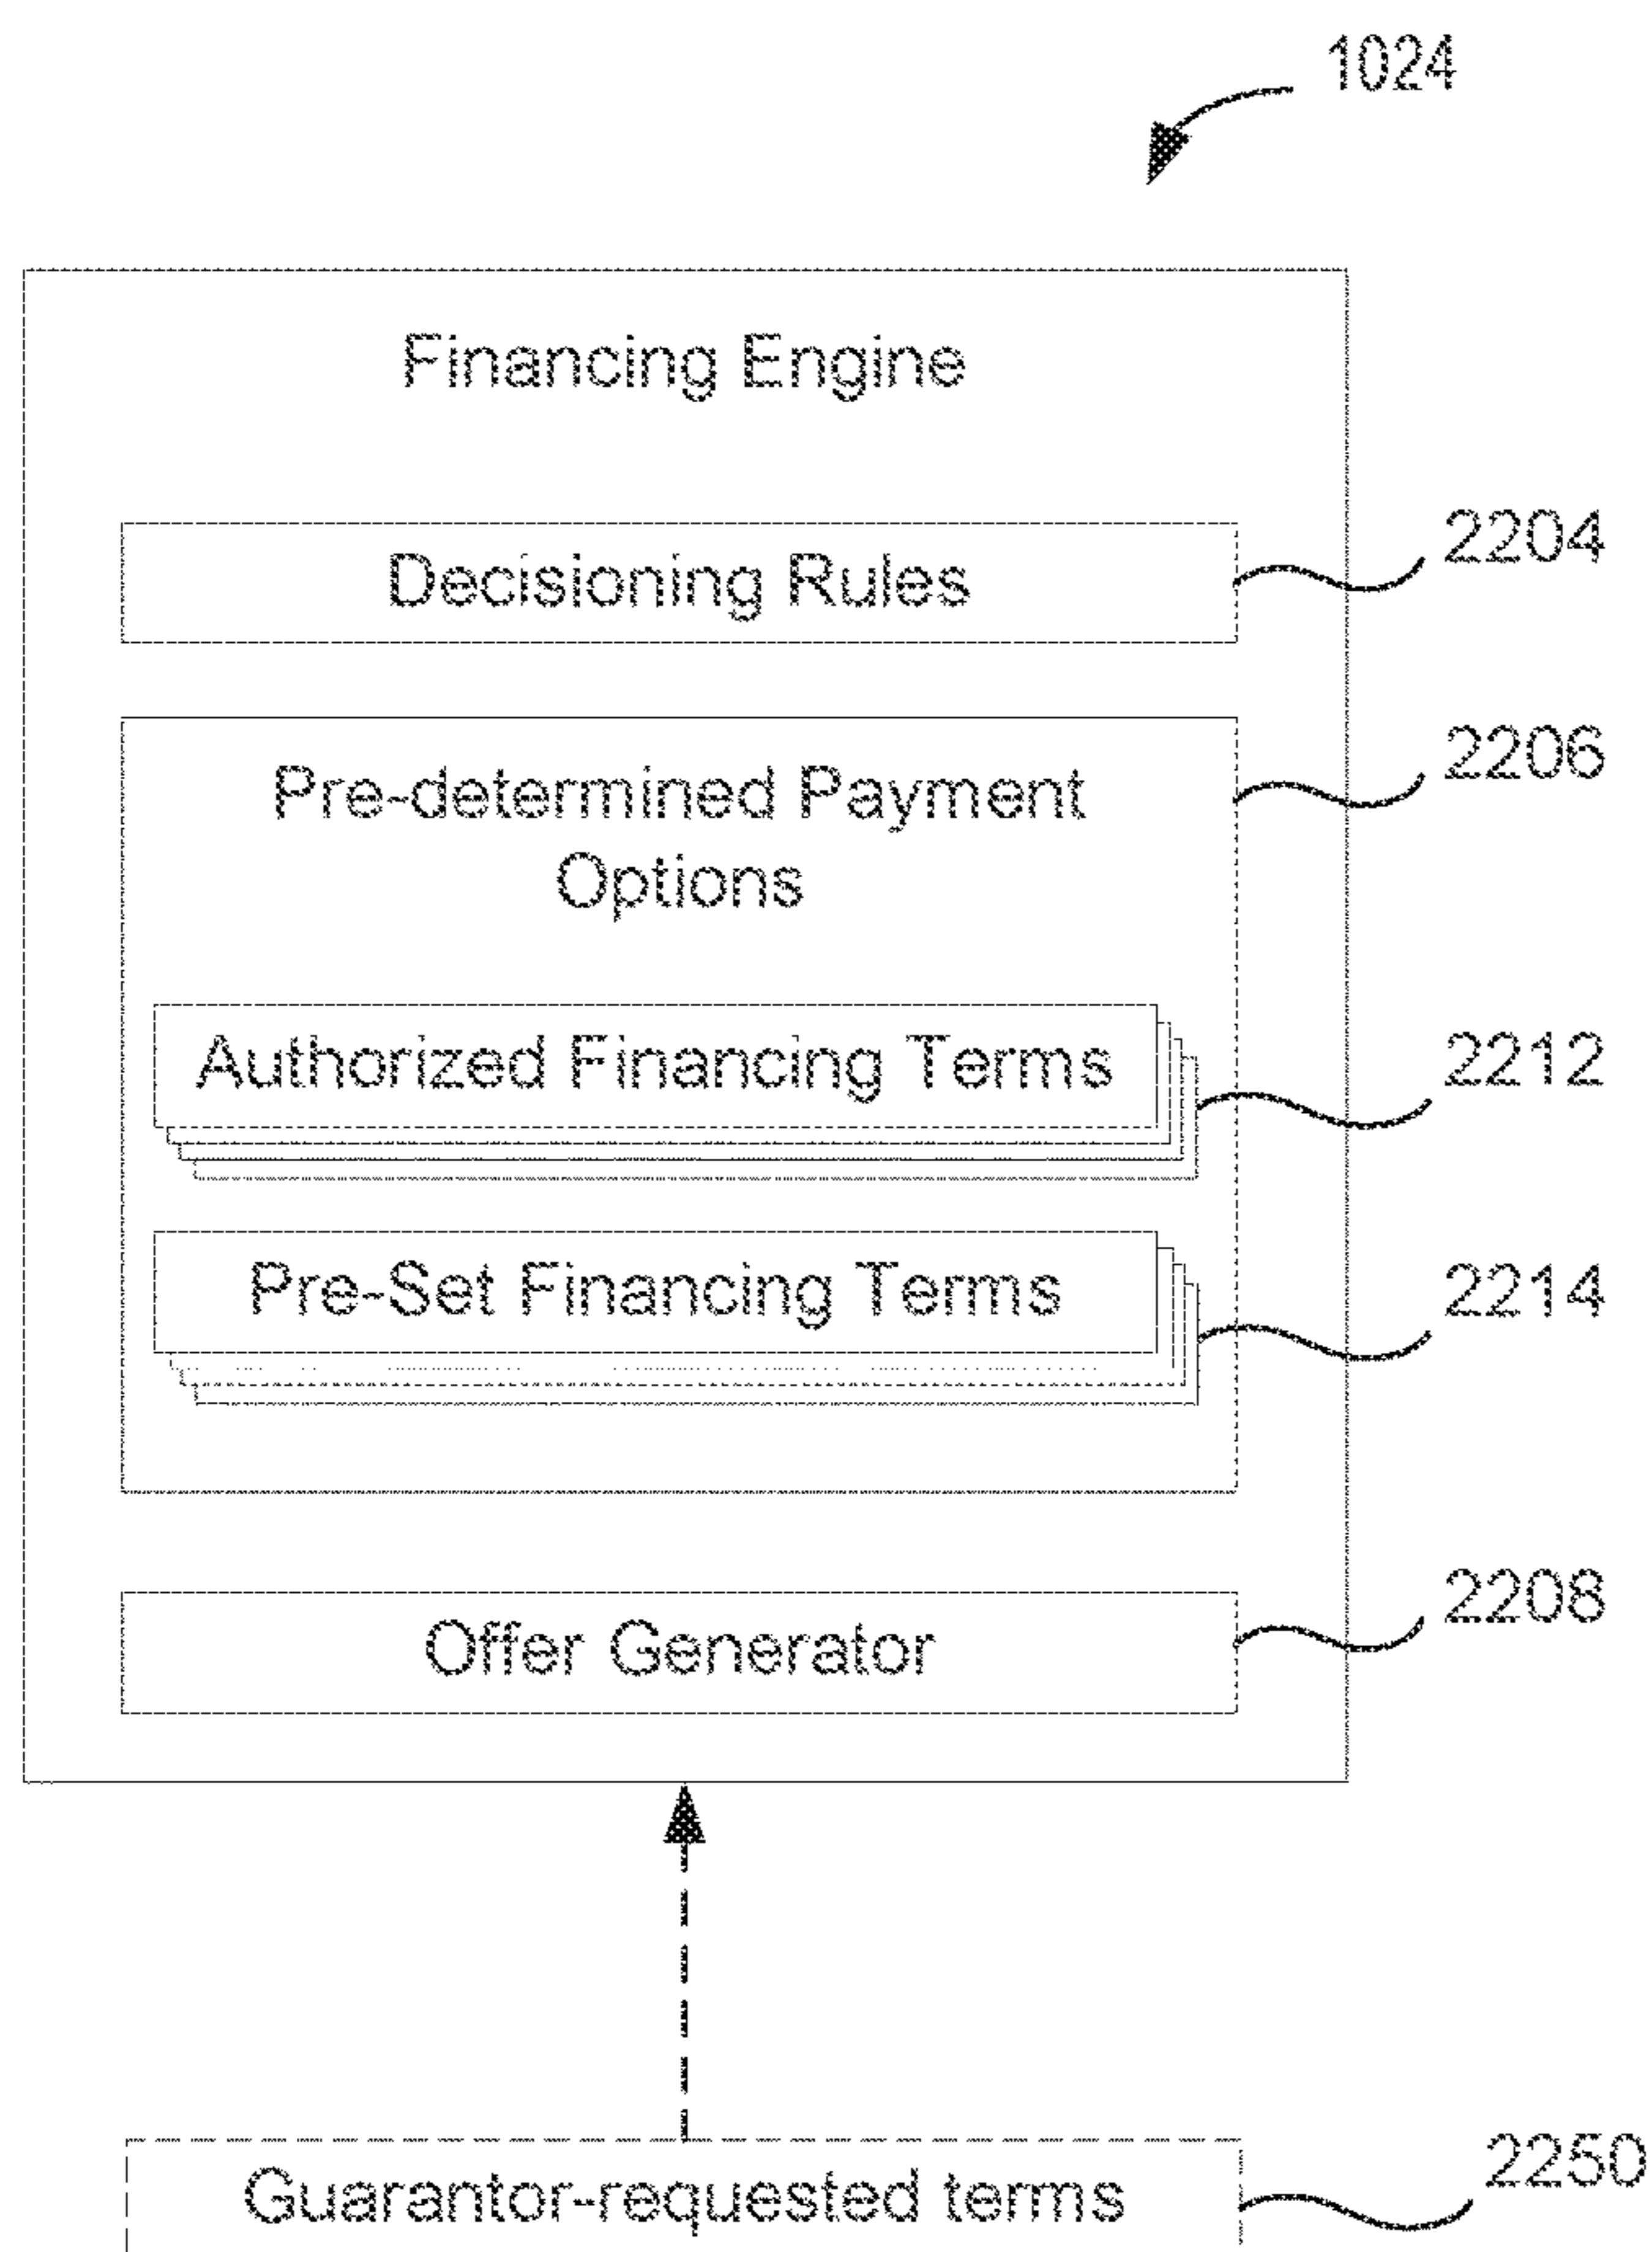 1024
Financing Engine
Decisioning Rules
2204
Pre-determined Payment
Options
2206
Authorized Financing Terms
2212
Pre-Set Financing Terms
2214
Offer Generator
2208
Guarantor-requested terms
2250